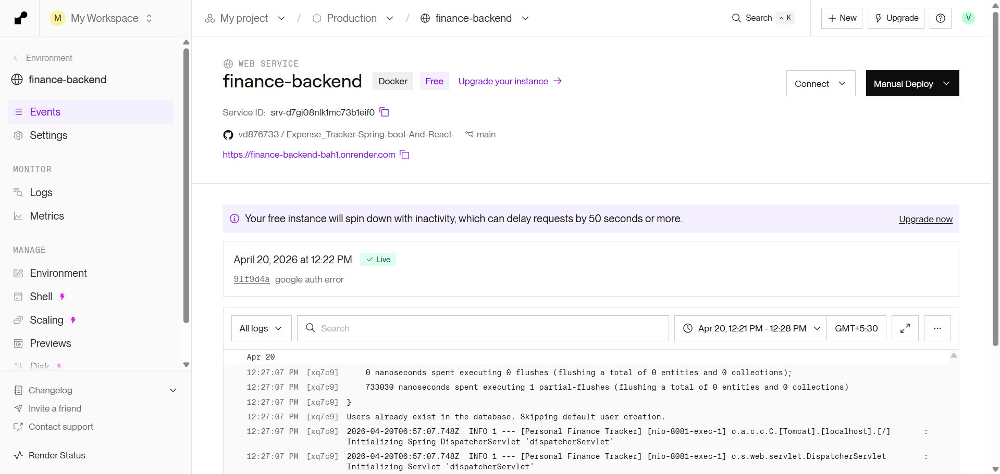 M My Workspace
My project / Production / finance-backend
Search ^ K
+ New
Upgrade
V
Environment
finance-backend
Events
Settings
MONITOR
Logs
Metrics
MANAGE
Environment
Shell
Scaling
Previews
Disk
Changelog
Invite a friend
Contact support
Render Status
WEB SERVICE
finance-backend Docker Free Upgrade your instance
Connect
Manual Deploy
Service ID: srv-d7gi08nlk1mc73b1eif0
vd876733 / Expense_Tracker-Spring-boot-And-React- main
https://finance-backend-bah1.onrender.com
Your free instance will spin down with inactivity, which can delay requests by 50 seconds or more. Upgrade now
April 20, 2026 at 12:22 PM Live
91f9d4a google auth error
All logs
Search
Apr 20, 12:21 PM - 12:28 PM GMT+5:30 ...
Apr 20
12:27:07 PM [xq7c9] 0 nanoseconds spent executing 0 flushes (flushing a total of 0 entities and 0 collections);
12:27:07 PM [xq7c9] 733030 nanoseconds spent executing 1 partial-flushes (flushing a total of 0 entities and 0 collections)
12:27:07 PM [xq7c9] }
12:27:07 PM [xq7c9] Users already exist in the database. Skipping default user creation.
12:27:07 PM [xq7c9] 2026-04-20T06:57:07.748Z INFO 1 --- [Personal Finance Tracker] [nio-8081-exec-1] o.a.c.c.C.[Tomcat].[localhost].[/] :
Initializing Spring DispatcherServlet 'dispatcherServlet'
12:27:07 PM [xq7c9] 2026-04-20T06:57:07.748Z INFO 1 --- [Personal Finance Tracker] [nio-8081-exec-1] o.s.web.servlet.DispatcherServlet :
Initializing Servlet 'dispatcherServlet'